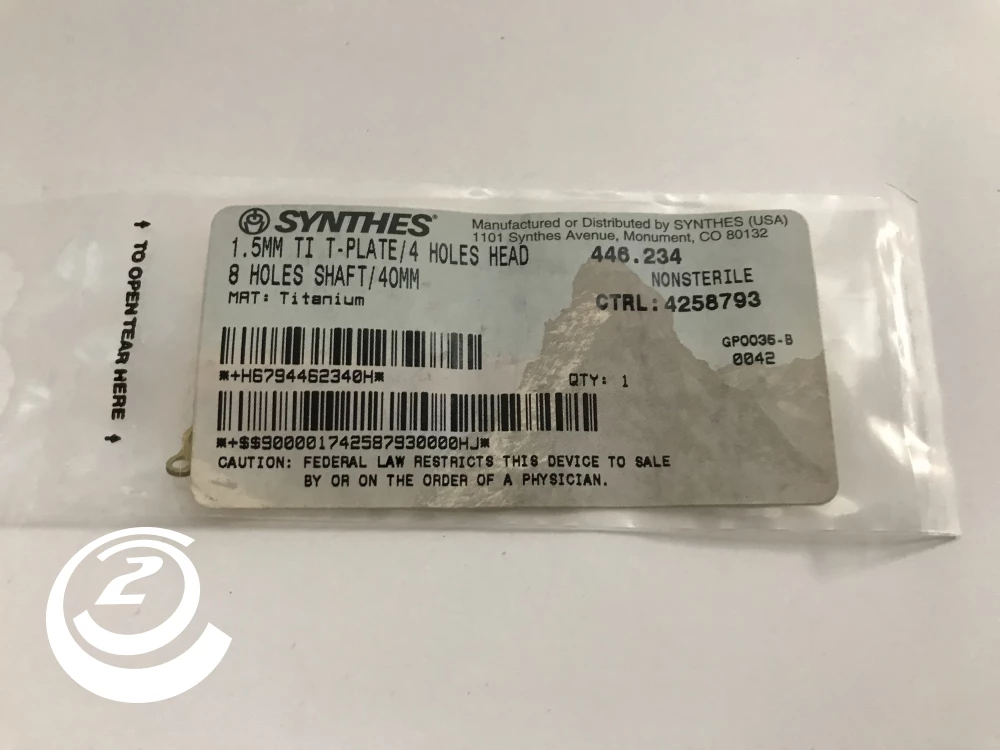 SYNTHES®
Manufactured or Distributed by SYNTHES (USA)
1101 Synthes Avenue, Monument, CO 80132
1.5MM TI T-PLATE/4 HOLES HEAD
446.234
8 HOLES SHAFT/40MM
NONSTERILE
MAT: Titanium
CTRL:4258793
GP0035-B
0042
*+H6794462340H*
QTY: 1
*+$$900001742587930000HJ*
CAUTION: FEDERAL LAW RESTRICTS THIS DEVICE TO SALE
BY OR ON THE ORDER OF A PHYSICIAN.
TO OPEN TEAR HERE
2